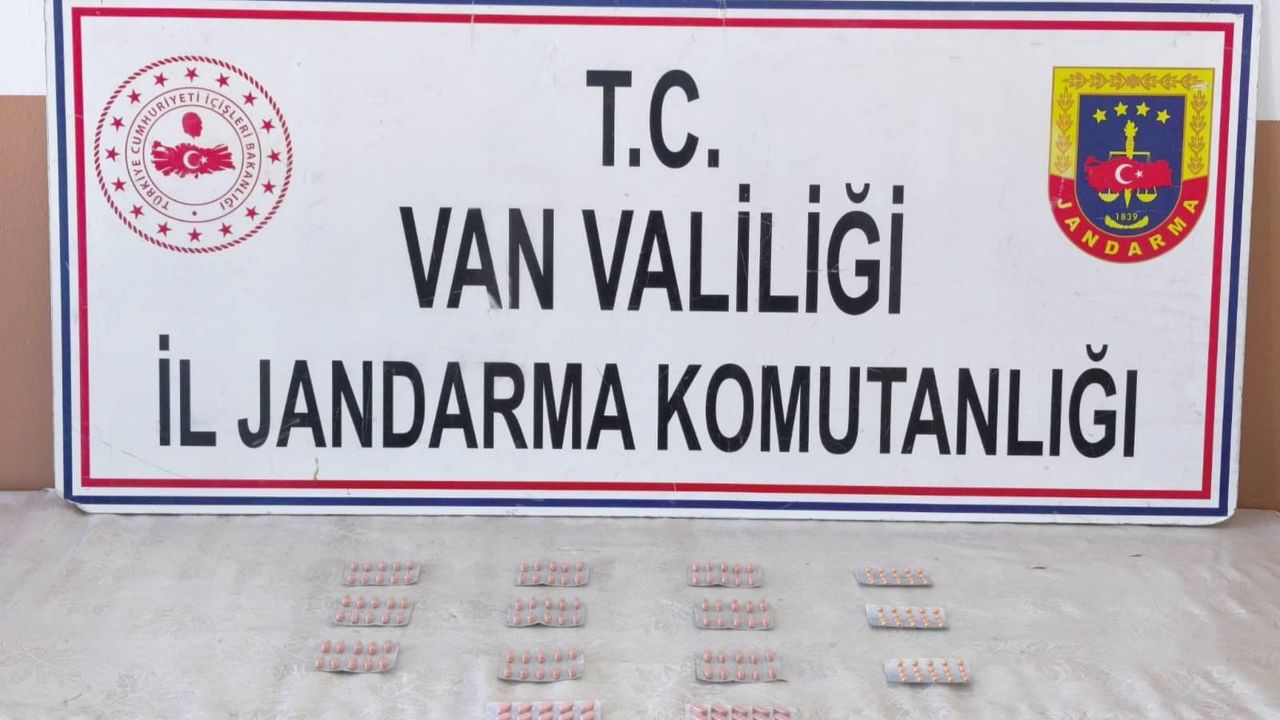 T.C.
VAN VALİLİĞİ
İL JANDARMA KOMUTANLIĞI
TÜRKİYE CUMHURİYETİ İÇİŞLERİ BAKANLIĞI
1839
JANDARMA